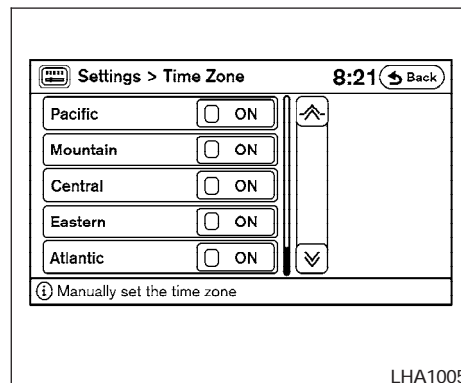 Settings > Time Zone 8:21 Back
Pacific ON
Mountain ON
Central ON
Eastern ON
Atlantic ON
i Manually set the time zone
LHA1005